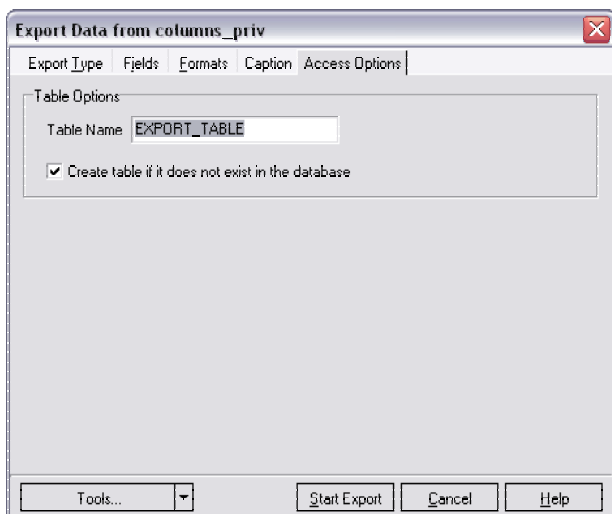 Export Data from columns_priv
Export Type Fields Formats Caption Access Options
Table Options
Table Name EXPORT_TABLE
Create table if it does not exist in the database
Tools... Start Export Cancel Help